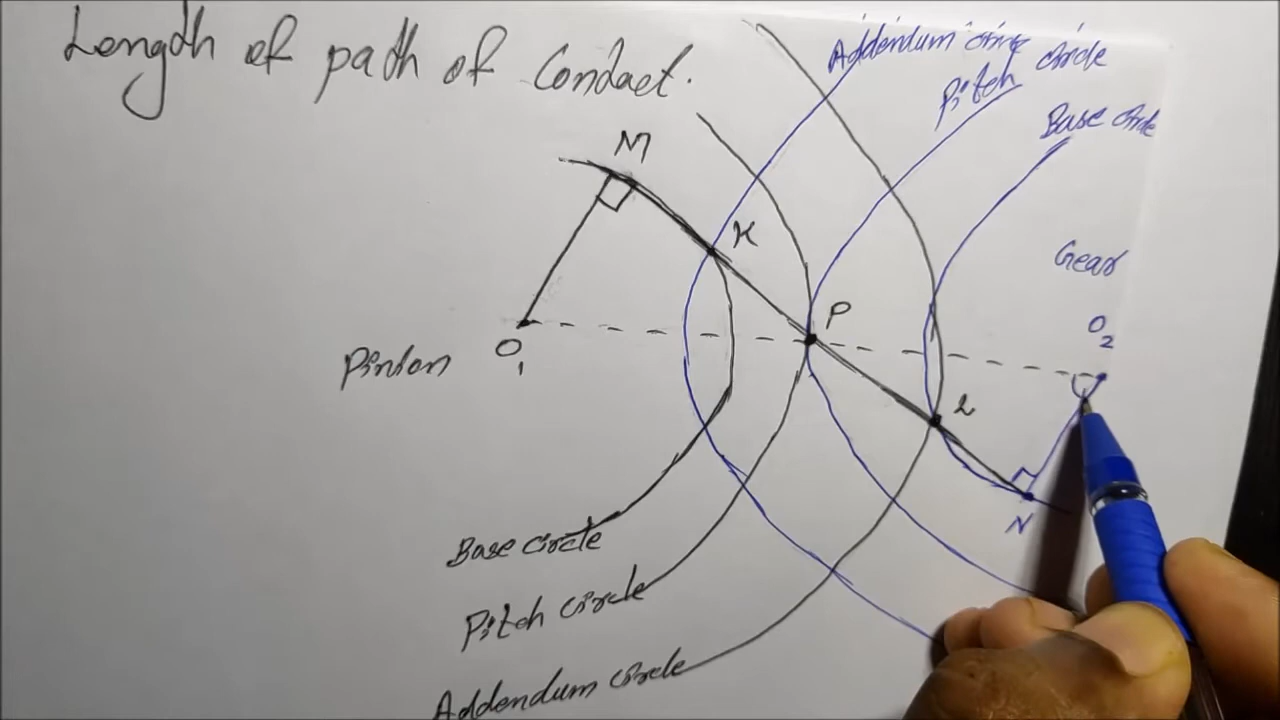 Length of path of Contact.
Addendum circle
Pitch circle
Base circle
M
K
P
Gear
O2
O1
Pinion
L
N
Base circle
Pitch circle
Addendum circle